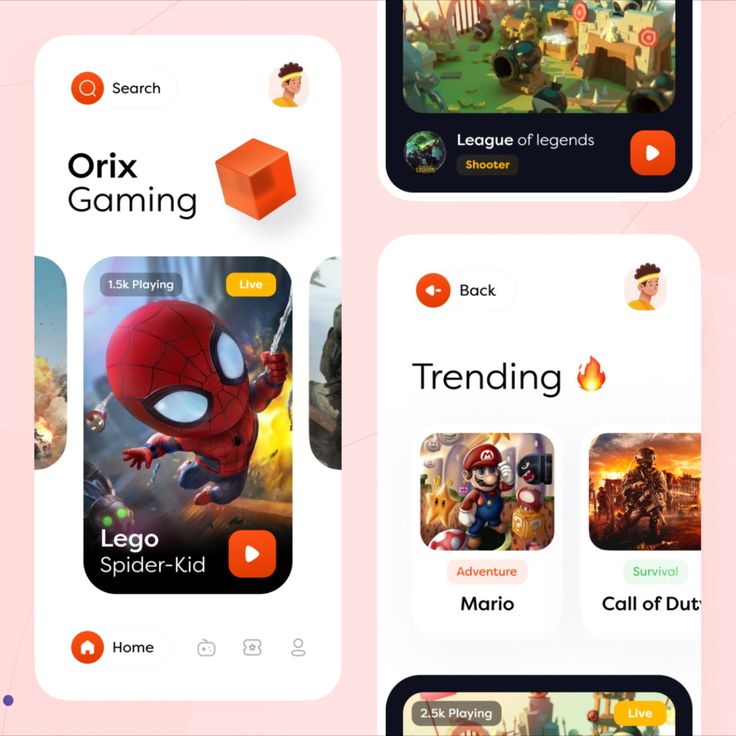 Search
Orix
Gaming
1.5k Playing
Live
Lego
Spider-Kid
Home
League of legends
Shooter
Back
Trending
Adventure
Survival
Mario
Call of Dut
2.5k Playing
Live